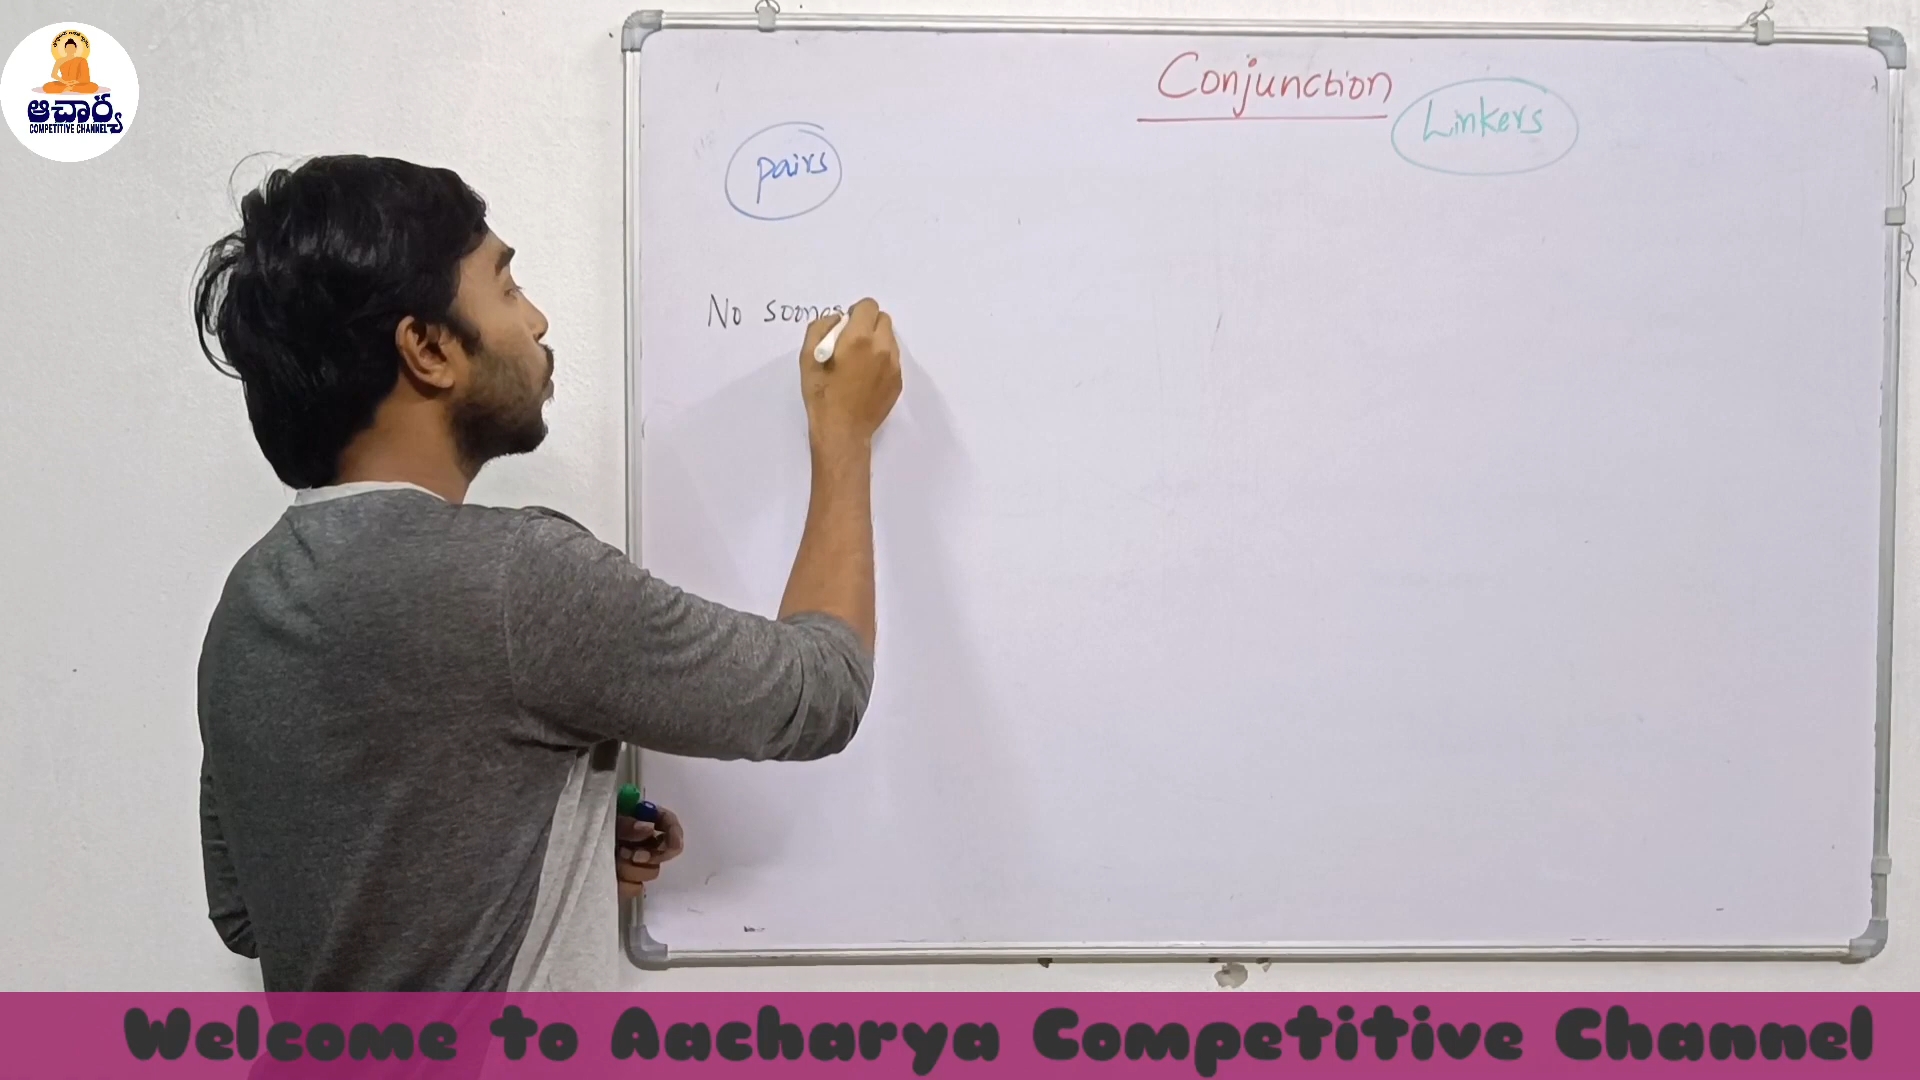 ఆచార్య
COMPETITIVE CHANNEL
Conjunction
Linkers
pairs
No sooner
Welcome to Aacharya Competitive Channel